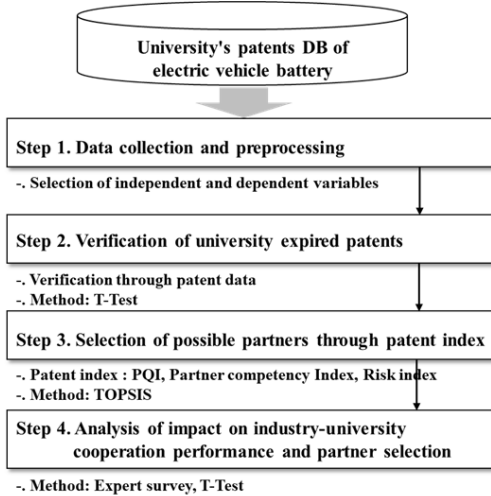 University's patents DB of
electric vehicle battery
Step 1. Data collection and preprocessing
-. Selection of independent and dependent variables
Step 2. Verification of university expired patents
-. Verification through patent data
-. Method: T-Test
Step 3. Selection of possible partners through patent index
-. Patent index : PQI, Partner competency Index, Risk index
-. Method: TOPSIS
Step 4. Analysis of impact on industry-university
cooperation performance and partner selection
-. Method: Expert survey, T-Test